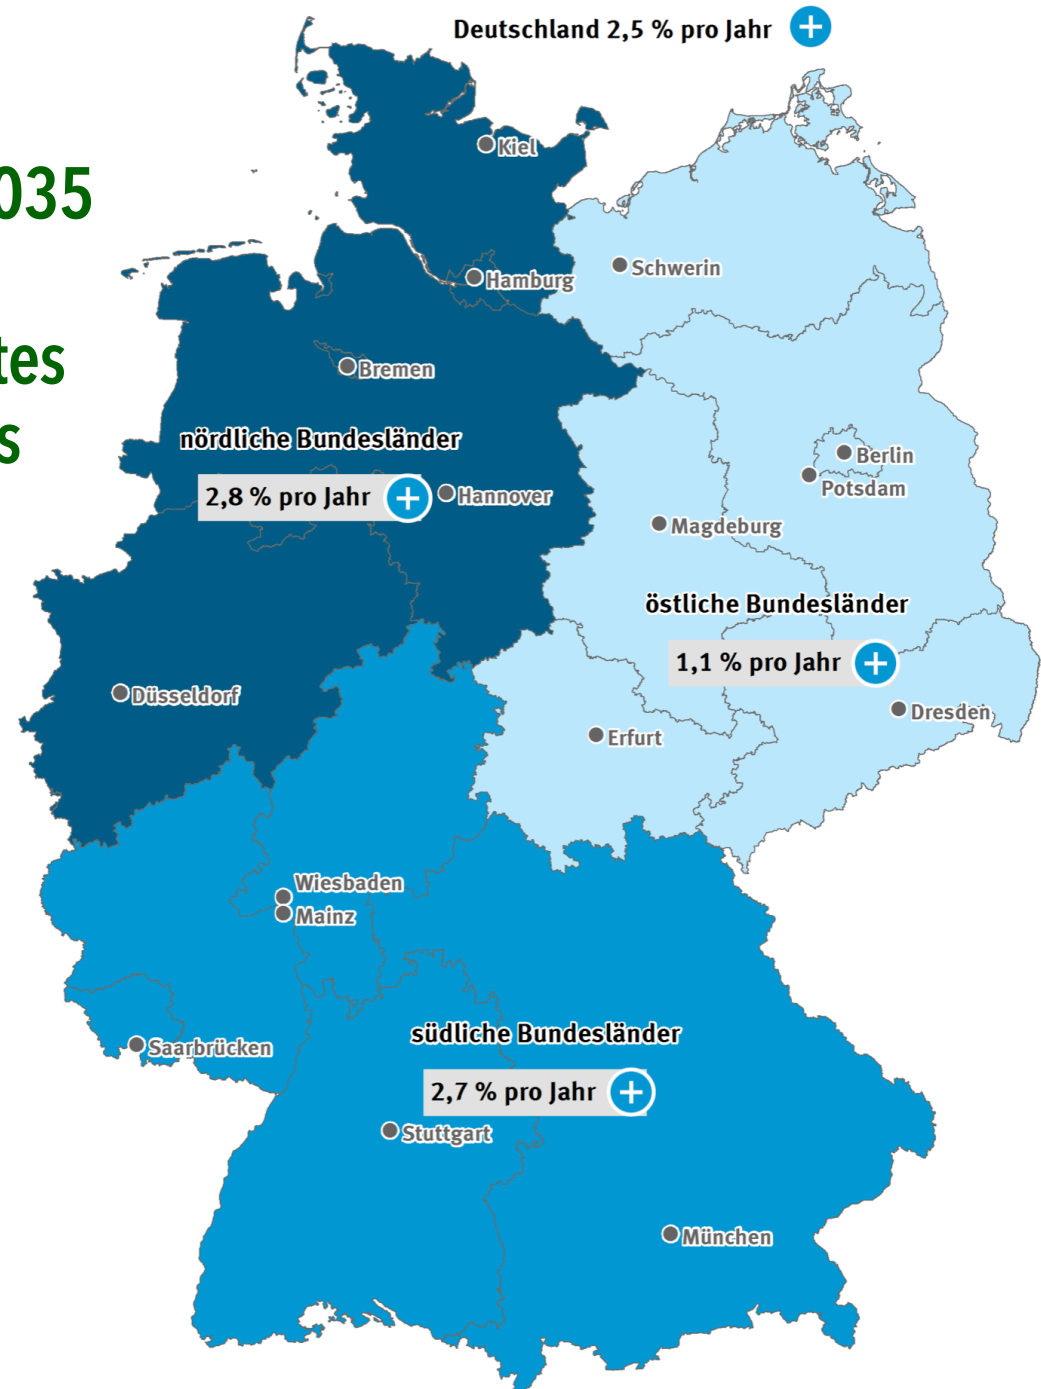 Deutschland 2,5 % pro Jahr +
Kiel
035
Schwerin
Hamburg
tes
Bremen
s
nördliche Bundesländer
Berlin
2,8 % pro Jahr +
Hannover
Potsdam
Magdeburg
östliche Bundesländer
1,1 % pro Jahr +
Düsseldorf
Dresden
Erfurt
Wiesbaden
Mainz
südliche Bundesländer
Saarbrücken
2,7 % pro Jahr +
Stuttgart
München